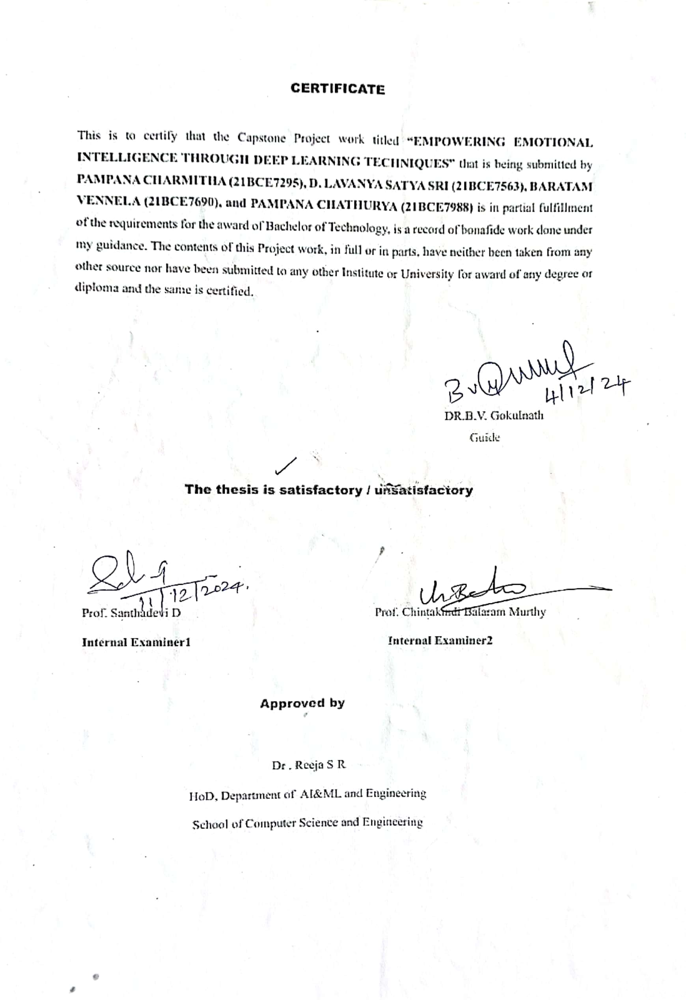 CERTIFICATE
This is to certify that the Capstone Project work titled “EMPOWERING EMOTIONAL
INTELLIGENCE THROUGH DEEP LEARNING TECHNIQUES” that is being submitted by
PAMPANA CHARMITHA (21BCE7295), D. LAVANYA SATYA SRI (21BCE7563), BARATAM
VENNELA (21BCE7690), and PAMPANA CHATHURYA (21BCE7988) is in partial fulfillment
of the requirements for the award of Bachelor of Technology, is a record of bonafide work done under
my guidance. The contents of this Project work, in full or in parts, have neither been taken from any
other source nor have been submitted to any other Institute or University for award of any degree or
diploma and the same is certified.
4/12/24
DR.B.V. Gokulnath
Guide
The thesis is satisfactory / unsatisfactory
11/12/2024.
Prof. Santhadevi D
Prof. Chintakindi Balaram Murthy
Internal Examiner1
Internal Examiner2
Approved by
Dr . Reeja S R
HoD, Department of AI&ML and Engineering
School of Computer Science and Engineering